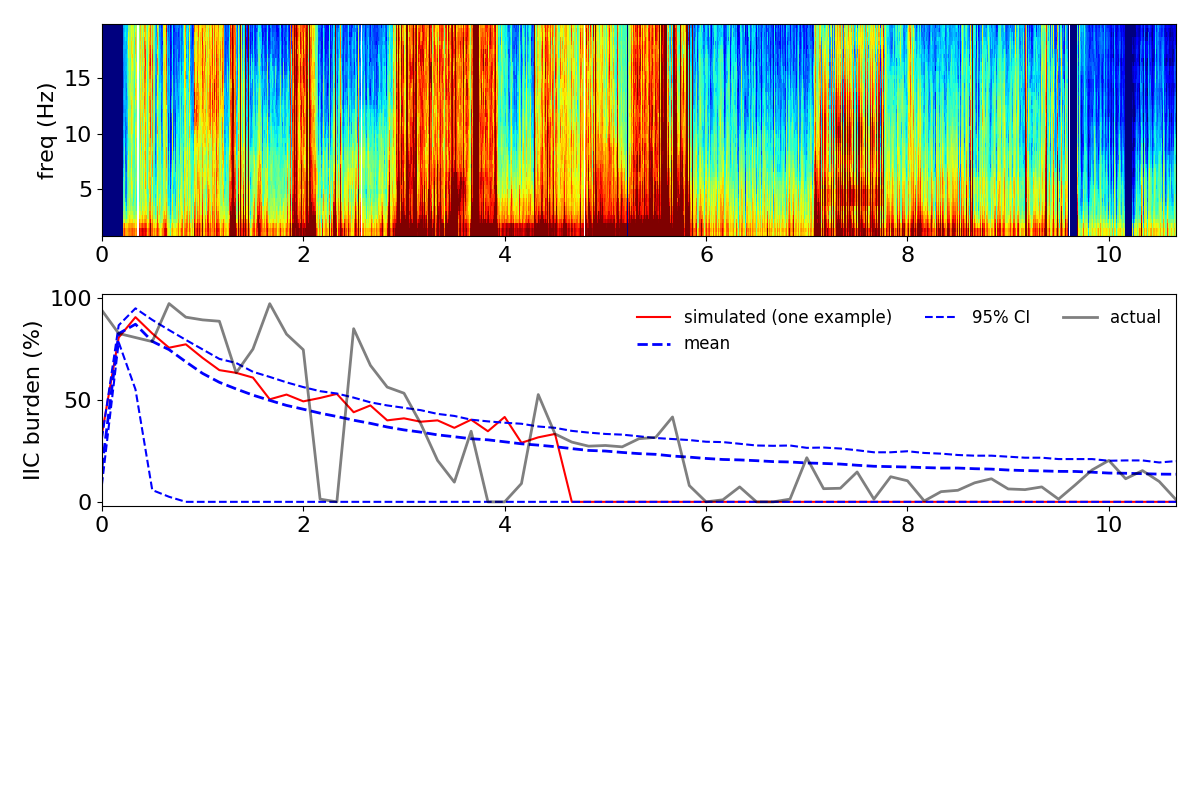 freq (Hz)
15
10
5
0 2 4 6 8 10
IIC burden (%)
100
50
0
simulated (one example)
mean
95% CI
actual
0 2 4 6 8 10